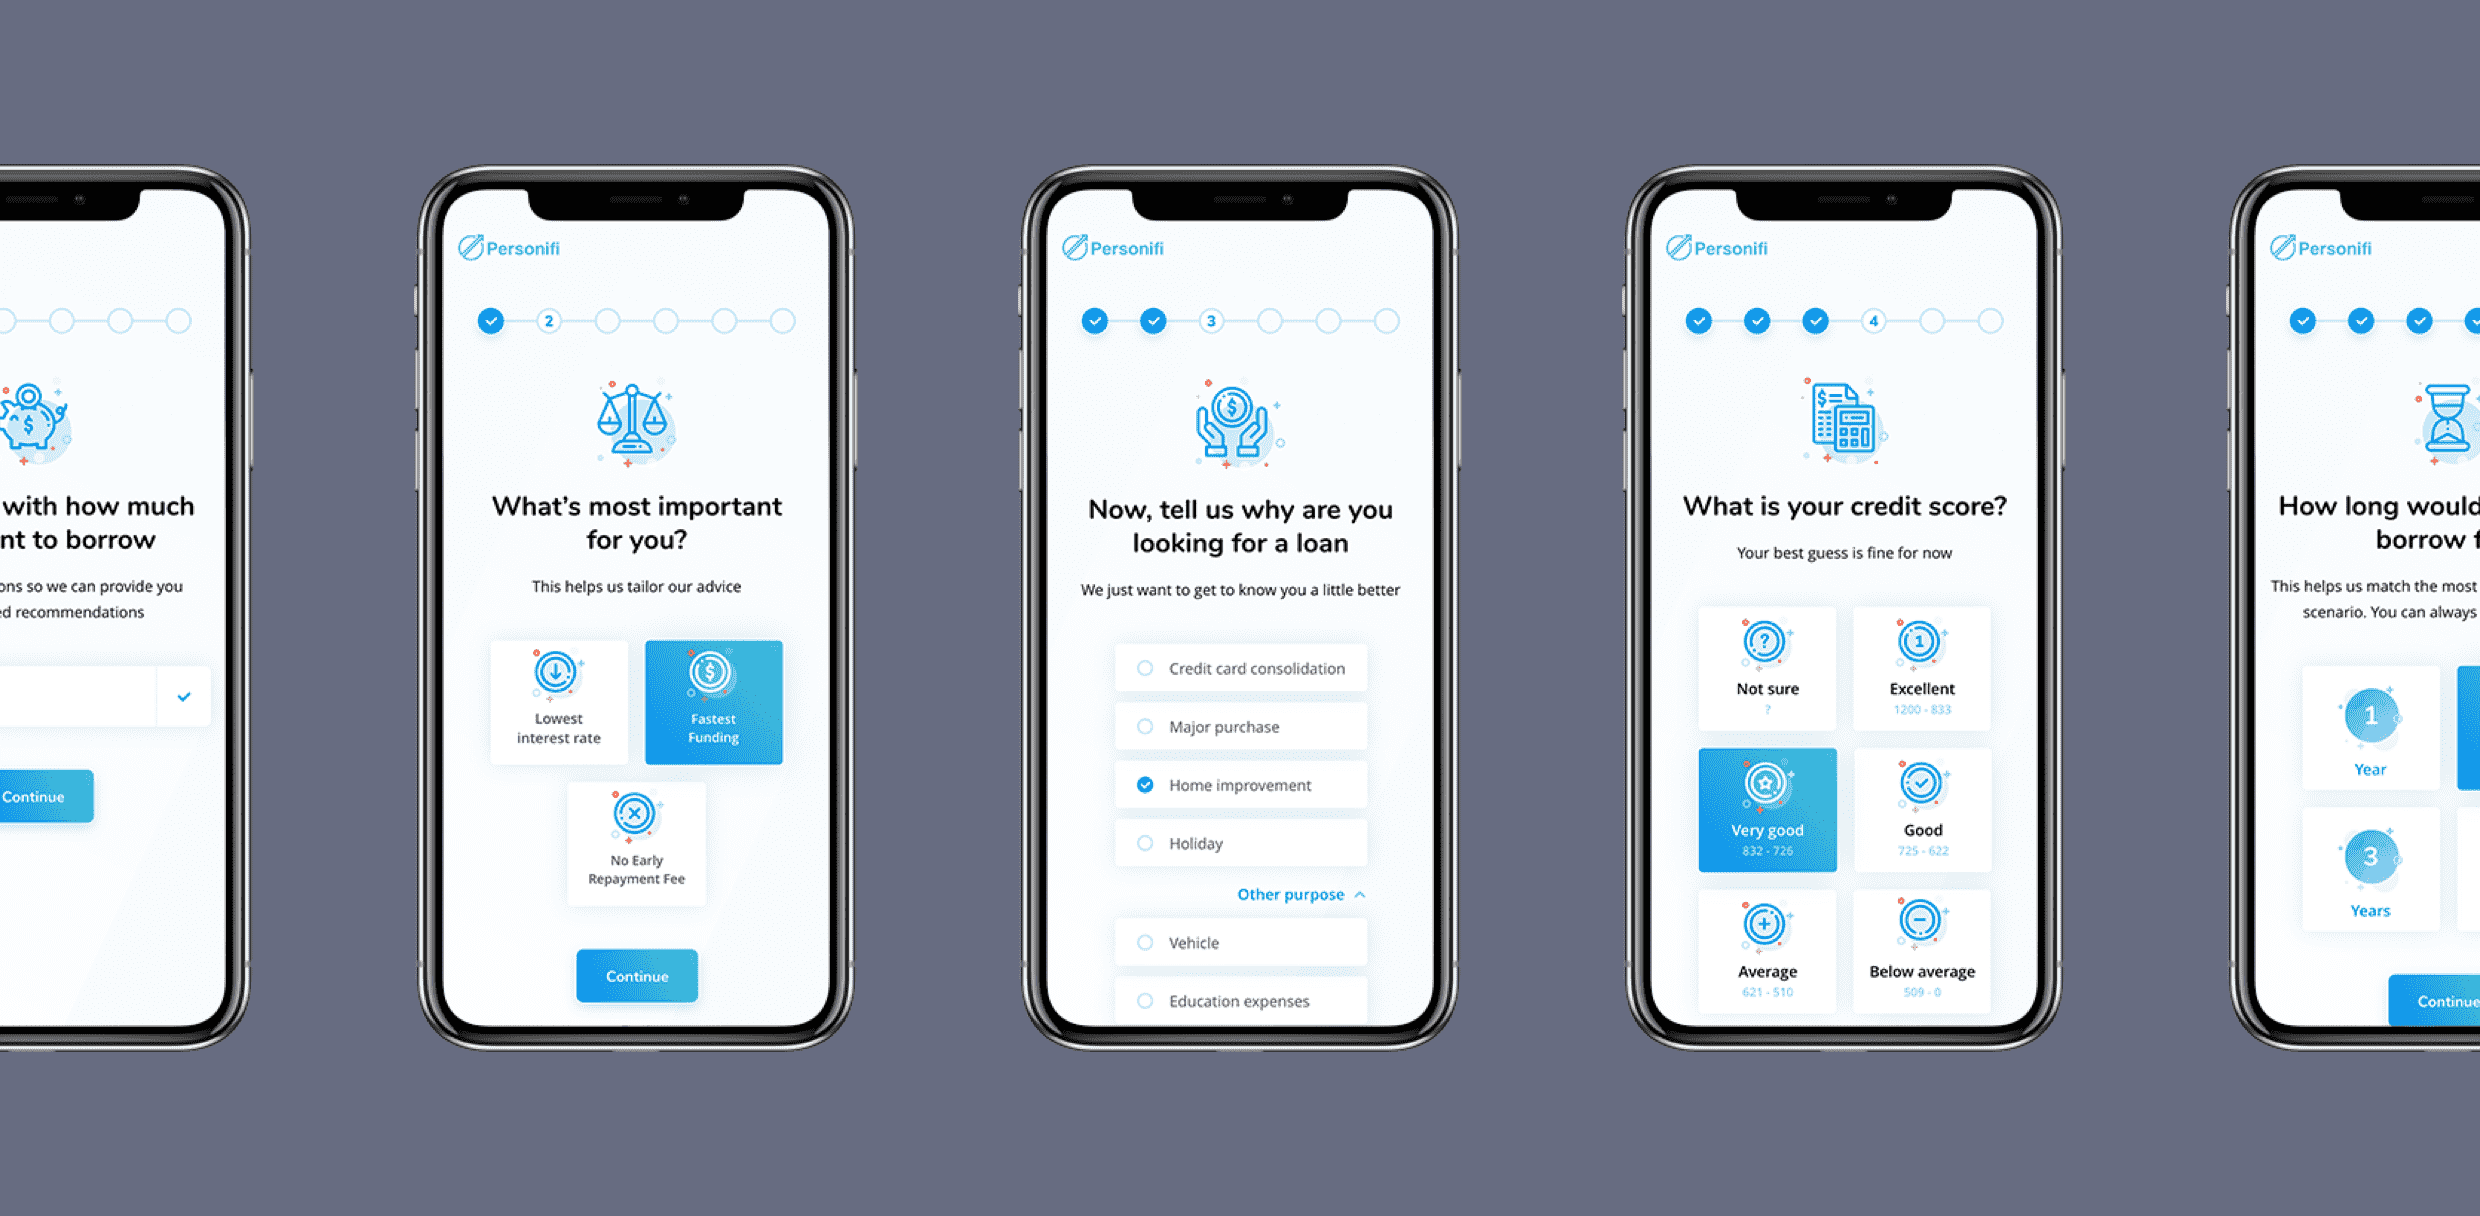 with how much
nt to borrow
ons so we can provide you
ed recommendations
Continue
Personifi
2
What's most important
for you?
This helps us tailor our advice
Lowest
interest rate
Fastest
Funding
No Early
Repayment Fee
Continue
Personifi
3
Now, tell us why are you
looking for a loan
We just want to get to know you a little better
Credit card consolidation
Major purchase
Home improvement
Holiday
Other purpose
Vehicle
Education expenses
Personifi
4
What is your credit score?
Your best guess is fine for now
Not sure
?
Excellent
1200 - 833
Very good
832 - 726
Good
725 - 622
Average
621 - 510
Below average
509 - 0
Personifi
How long would
borrow f
This helps us match the most
scenario. You can always
1
Year
3
Years
Continue